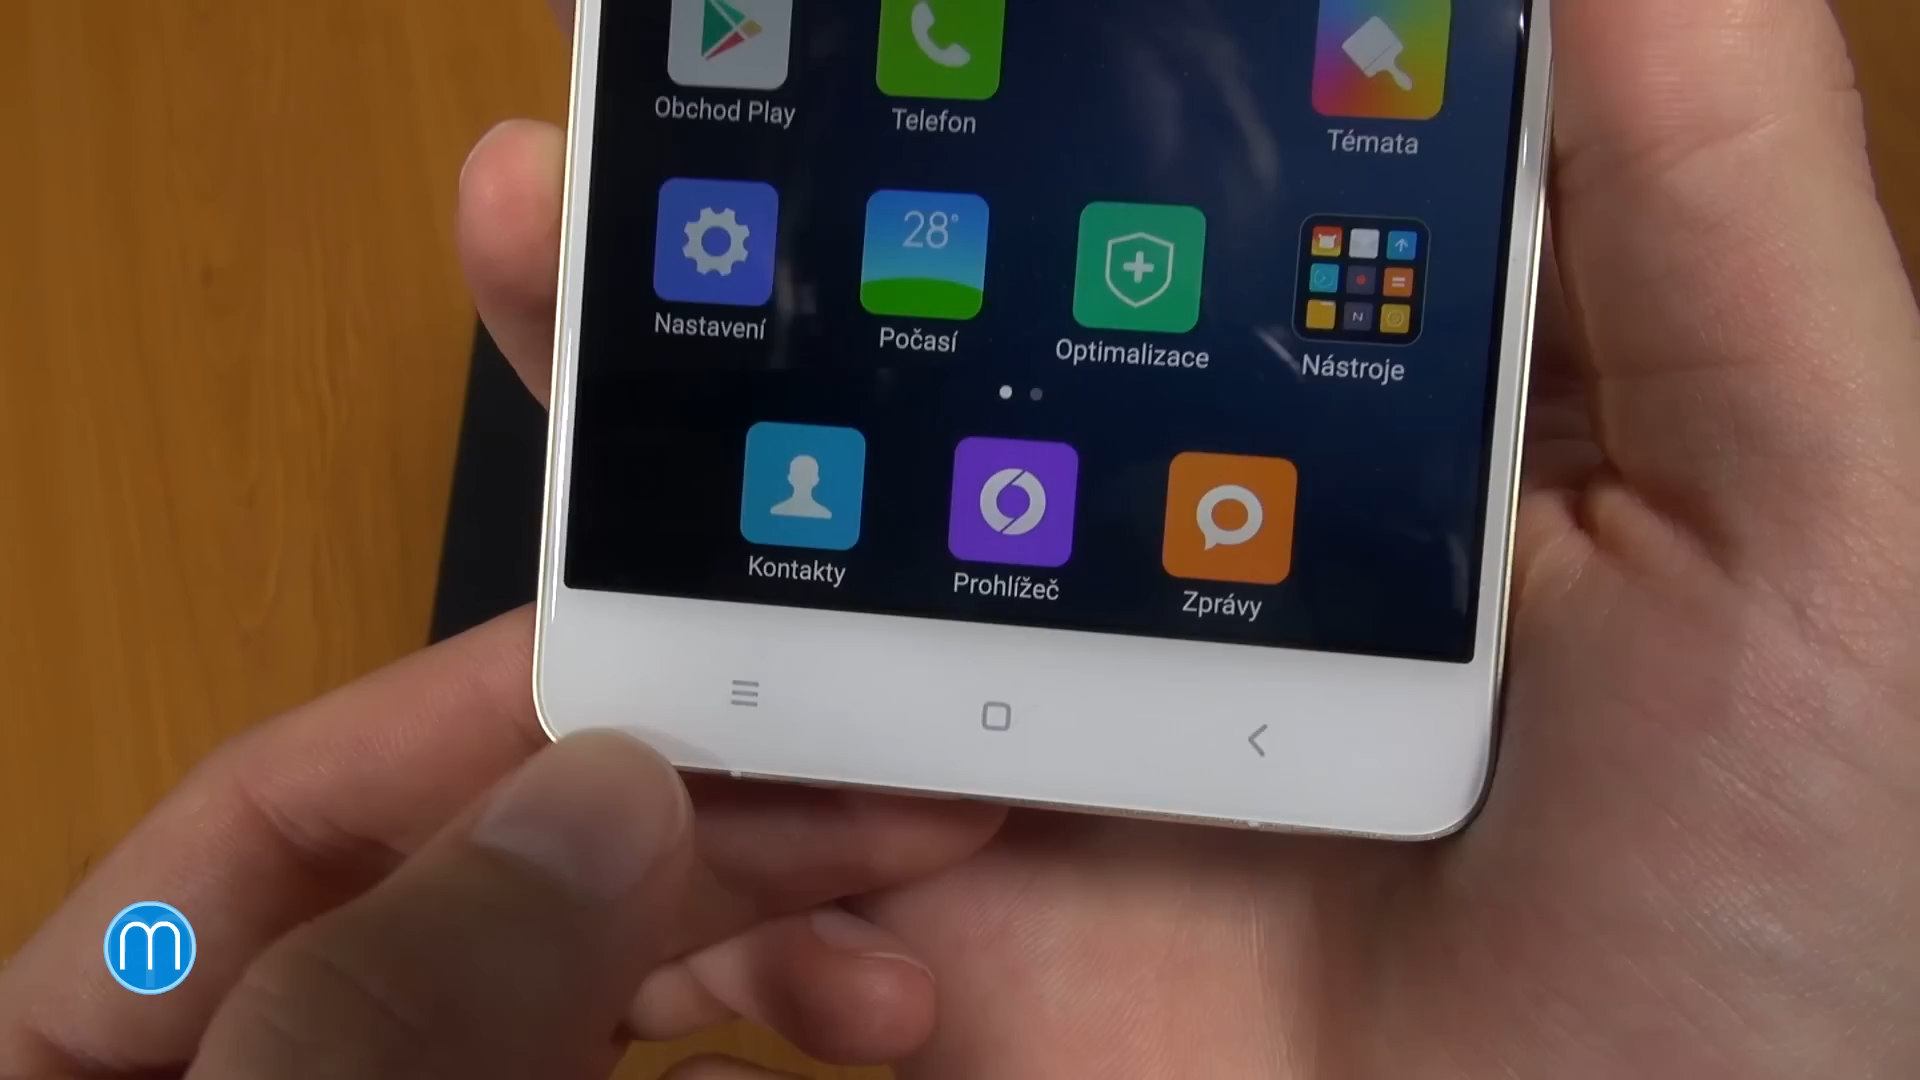 Obchod Play
Telefon
Témata
28°
Nastavení
Počasí
Optimalizace
Nástroje
N
Kontakty
Prohlížeč
Zprávy
m